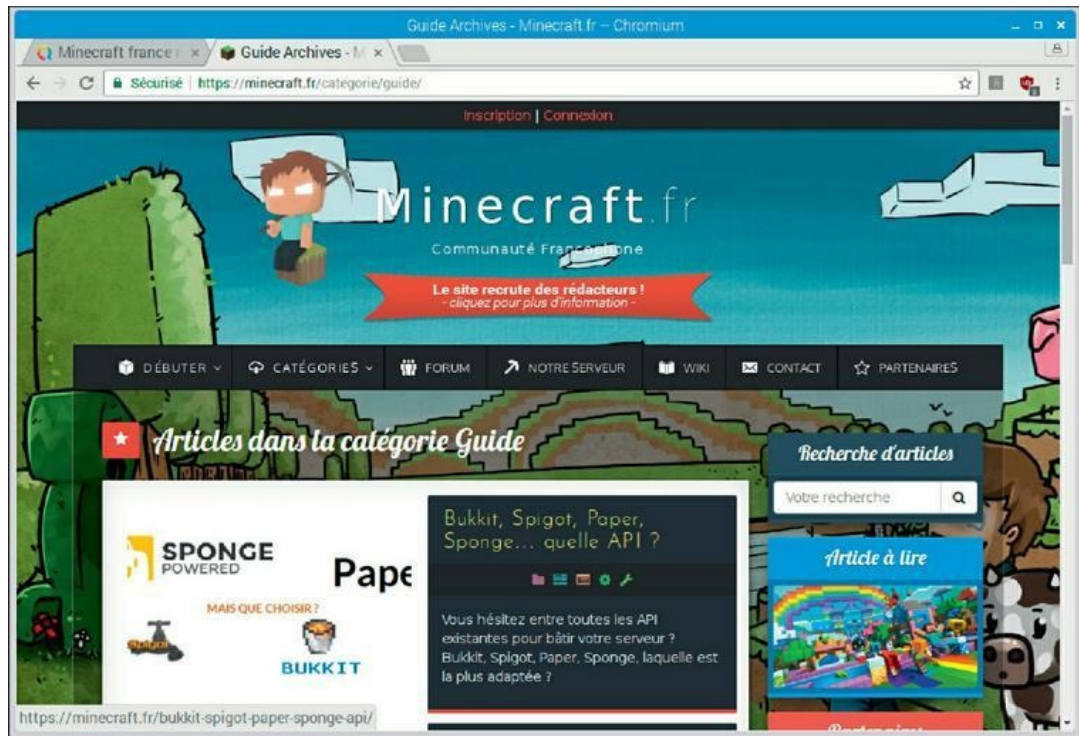 Guide Archives - Minecraft.fr – Chromium
Minecraft france
Guide Archives - M
Sécurisé | https://minecraft.fr/categorie/guide/
Inscription | Connexion
Minecraft.fr
Communauté Francophone
Le site recrute des rédacteurs !
- cliquez pour plus d'information -
DÉBUTER
CATÉGORIES
FORUM
NOTRE SERVEUR
WIKI
CONTACT
PARTENAIRES
Articles dans la catégorie Guide
SPONGE
POWERED
Pape
MAIS QUE CHOISIR ?
Spigot
BUKKIT
Bukkit, Spigot, Paper,
Sponge... quelle API ?
Vous hésitez entre toutes les API
existantes pour bâtir votre serveur ?
Bukkit, Spigot, Paper, Sponge, laquelle est
la plus adaptée ?
Recherche d'articles
Votre recherche
Article à lire
Partenaires
https://minecraft.fr/bukkit-spigot-paper-sponge-api/